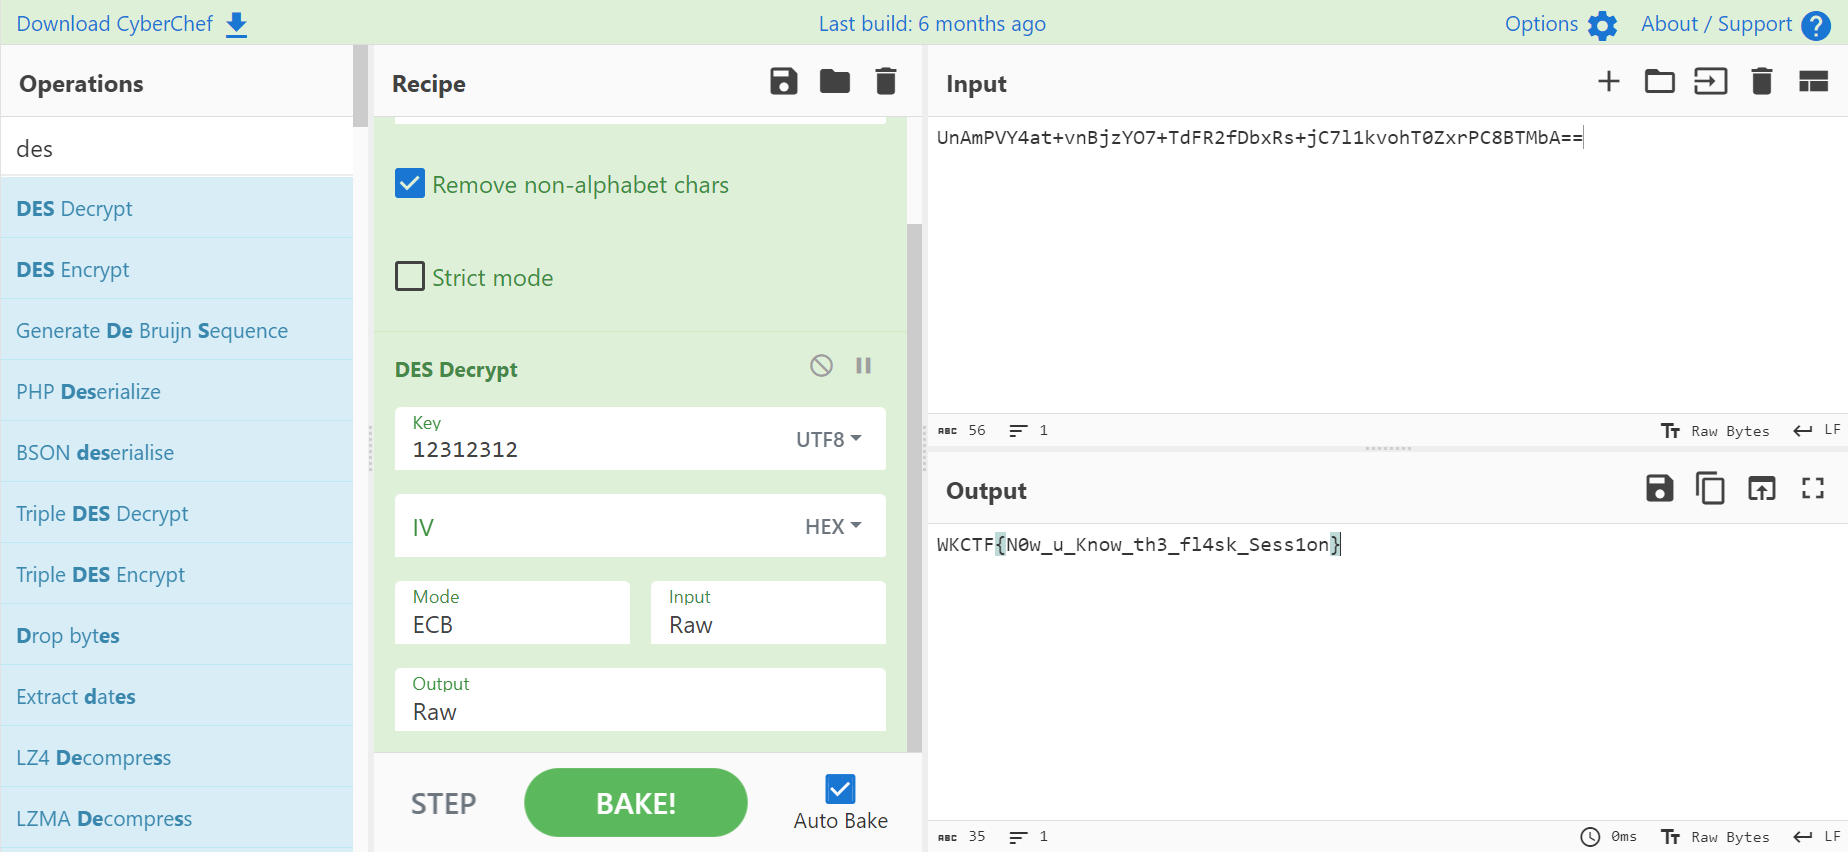 Download CyberChef
Last build: 6 months ago
Options
About / Support
Operations
des
DES Decrypt
DES Encrypt
Generate De Bruijn Sequence
PHP Deserialize
BSON deserialise
Triple DES Decrypt
Triple DES Encrypt
Drop bytes
Extract dates
LZ4 Decompress
LZMA Decompress
Recipe
Remove non-alphabet chars
Strict mode
DES Decrypt
Key
12312312
UTF8
IV
HEX
Mode
ECB
Input
Raw
Output
Raw
STEP
BAKE!
Auto Bake
Input
UnAmPVY4at+vnBjzYO7+TdFR2fDbxRs+jC7l1kvohT0ZxrPC8BTMbA==
ABC 56 1
Raw Bytes LF
Output
WKCTF{N0w_u_Know_th3_fl4sk_Sess1on}
ABC 35 1
0ms Raw Bytes LF